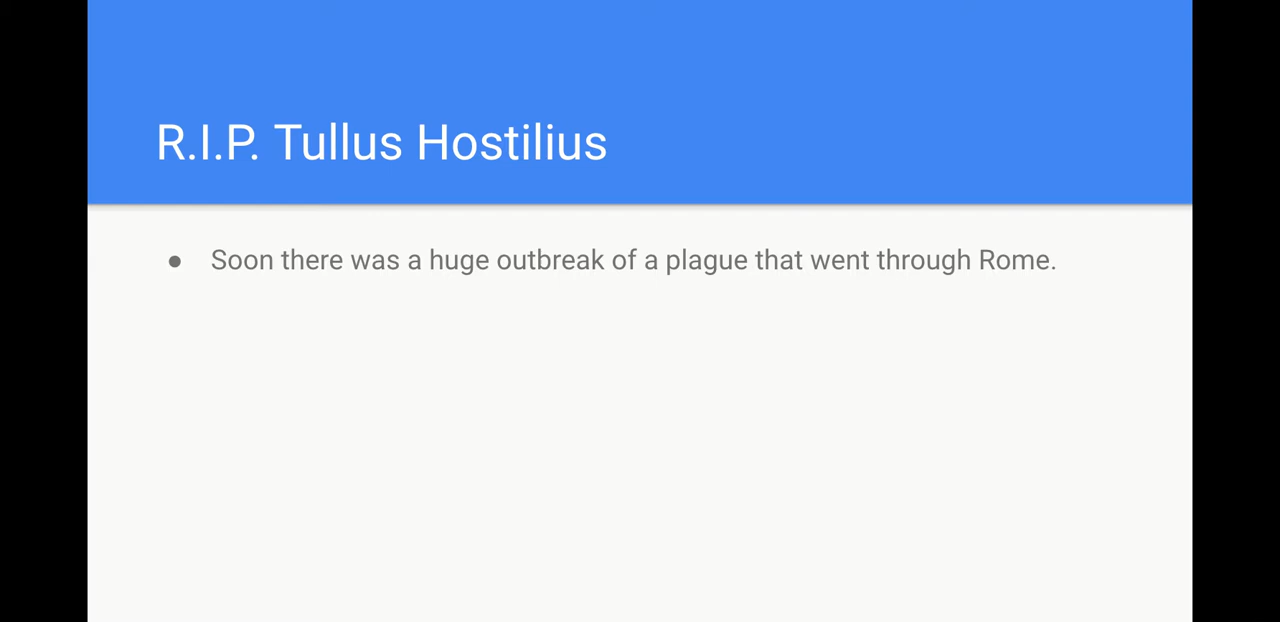 R.I.P. Tullus Hostilius
● Soon there was a huge outbreak of a plague that went through Rome.